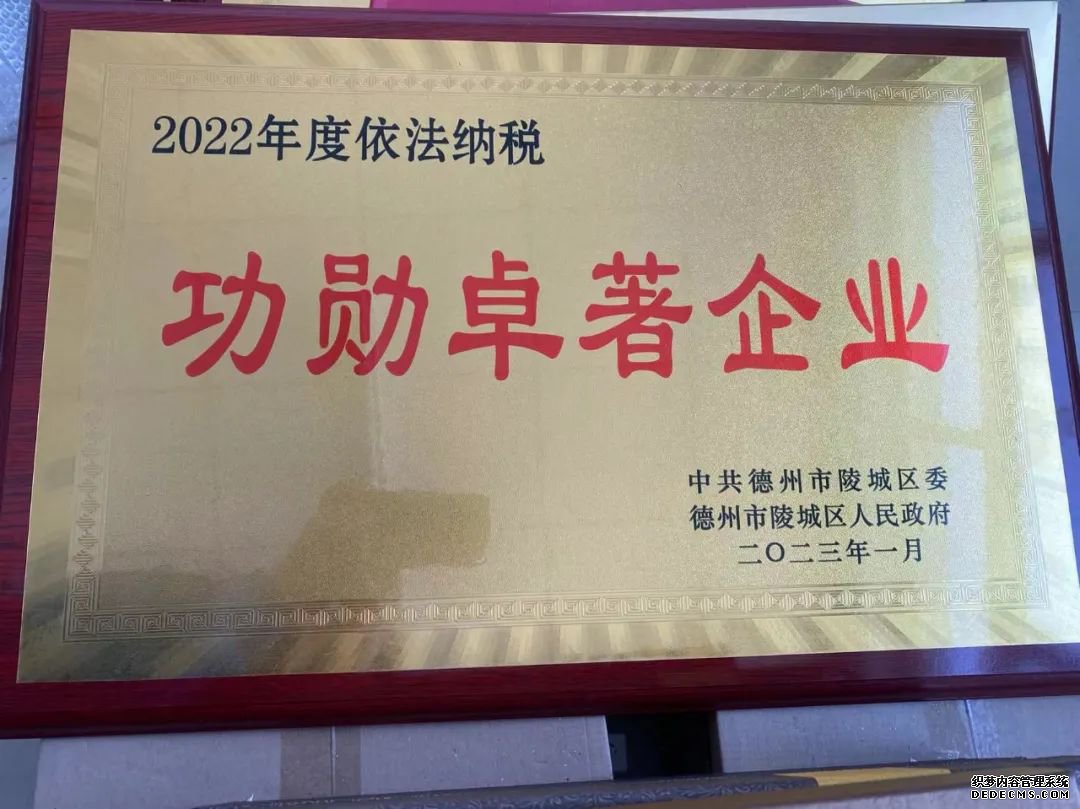 2022年度依法纳税
功勋卓著企业
中共德州市陵城区委
德州市陵城区人民政府
二〇二三年一月
织梦内容管理系统
DEDECMS.COM